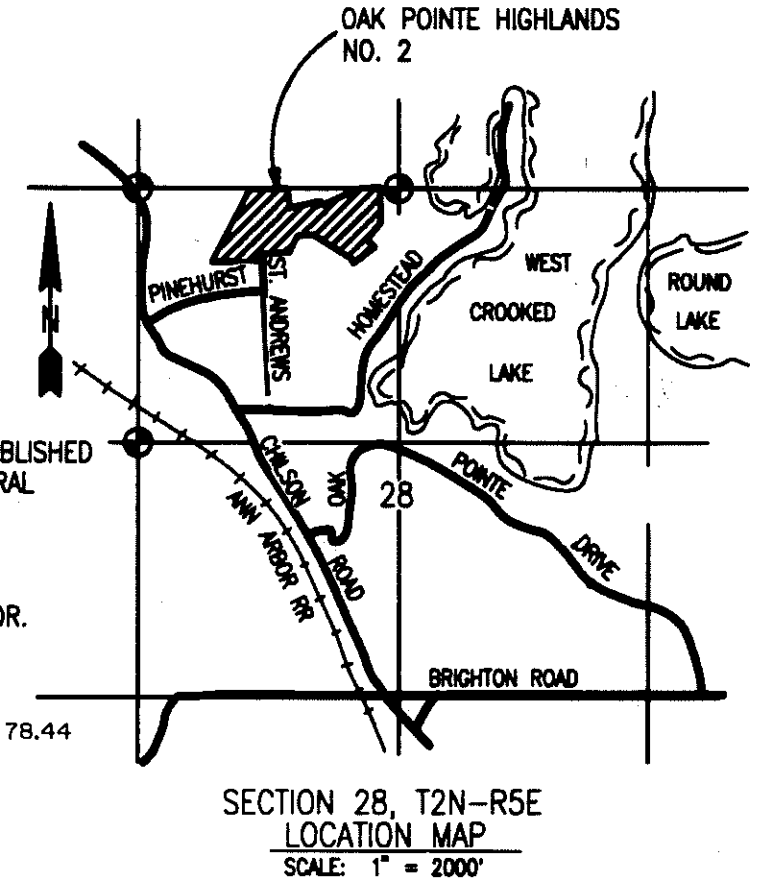 OAK POINTE HIGHLANDS
NO. 2
PINEHURST
ST. ANDREWS
HOMESTEAD
WEST
CROOKED
LAKE
ROUND
LAKE
N
BLISHED
RAL
CHILSON
ROAD
OAK
POINTE
DRIVE
28
ANN ARBOR RR
OR.
BRIGHTON ROAD
78.44
SECTION 28, T2N-R5E
LOCATION MAP
SCALE: 1" = 2000'